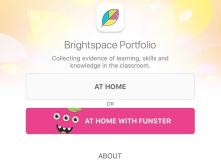 Brightspace Portfolio
Collecting evidence of learning, skills and
knowledge in the classroom.
AT HOME
OR
AT HOME WITH FUNSTER
ABOUT